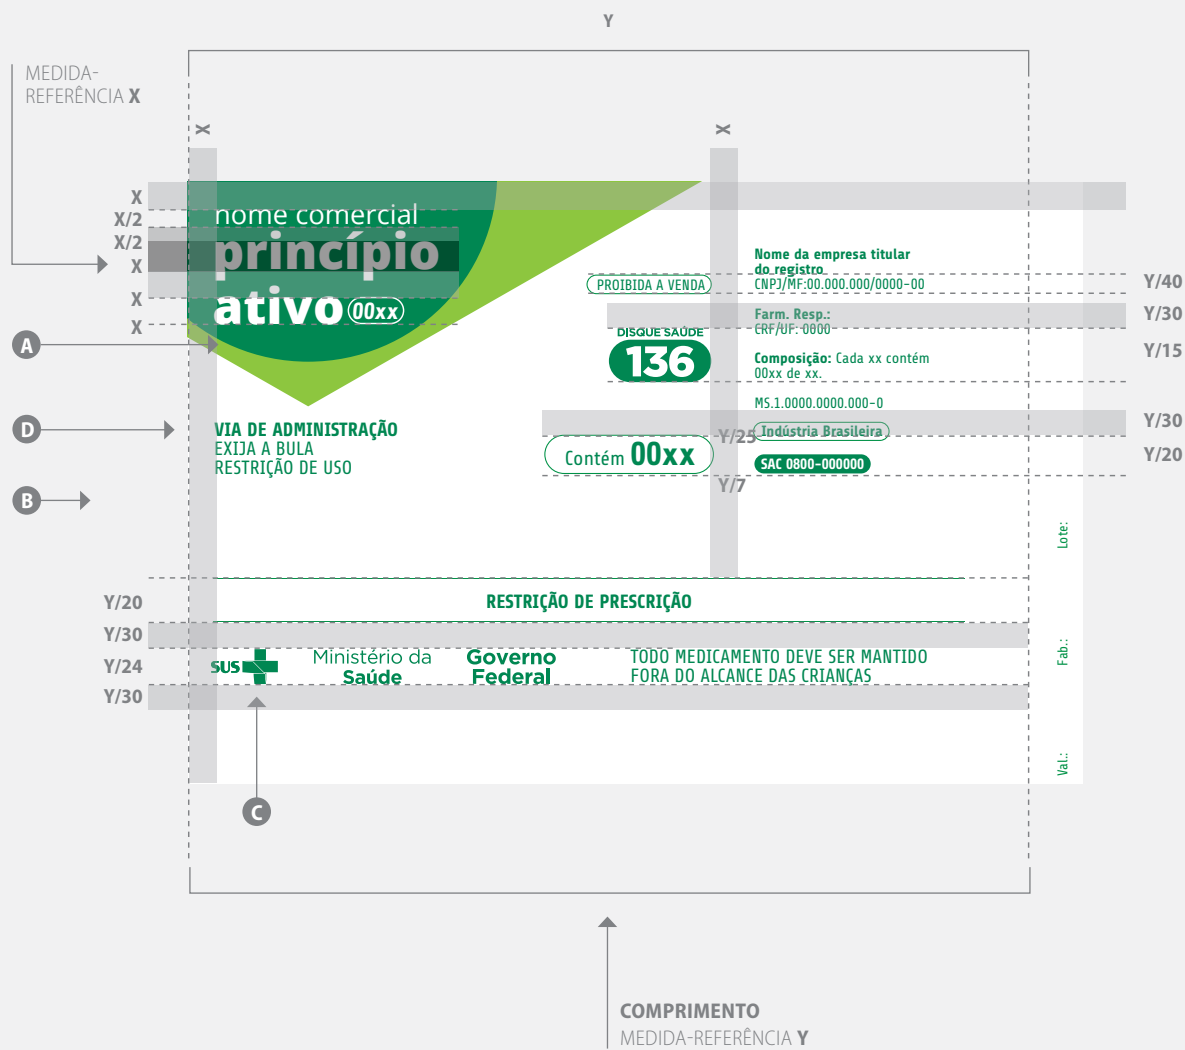 Y
MEDIDA-
REFERÊNCIA X
X
X
X
X/2
X/2
X
X
X
nome comercial
princípio
ativo 00xx
A
D
B
VIA DE ADMINISTRAÇÃO
EXIJA A BULA
RESTRIÇÃO DE USO
PROIBIDA A VENDA
DISQUE SAÚDE
136
Contém 00xx
Y/25
Y/7
Nome da empresa titular
do registro
CNPJ/MF:00.000.000/0000-00
Farm. Resp.:
CRF/UF: 0000
Composição: Cada xx contém
00xx de xx.
MS.1.0000.0000.000-0
Indústria Brasileira
SAC 0800-000000
Y/40
Y/30
Y/15
Y/30
Y/20
Lote:
Fab.:
Val.:
Y/20
Y/30
Y/24
Y/30
RESTRIÇÃO DE PRESCRIÇÃO
SUS
Ministério da
Saúde
Governo
Federal
TODO MEDICAMENTO DEVE SER MANTIDO
FORA DO ALCANCE DAS CRIANÇAS
C
COMPRIMENTO
MEDIDA-REFERÊNCIA Y